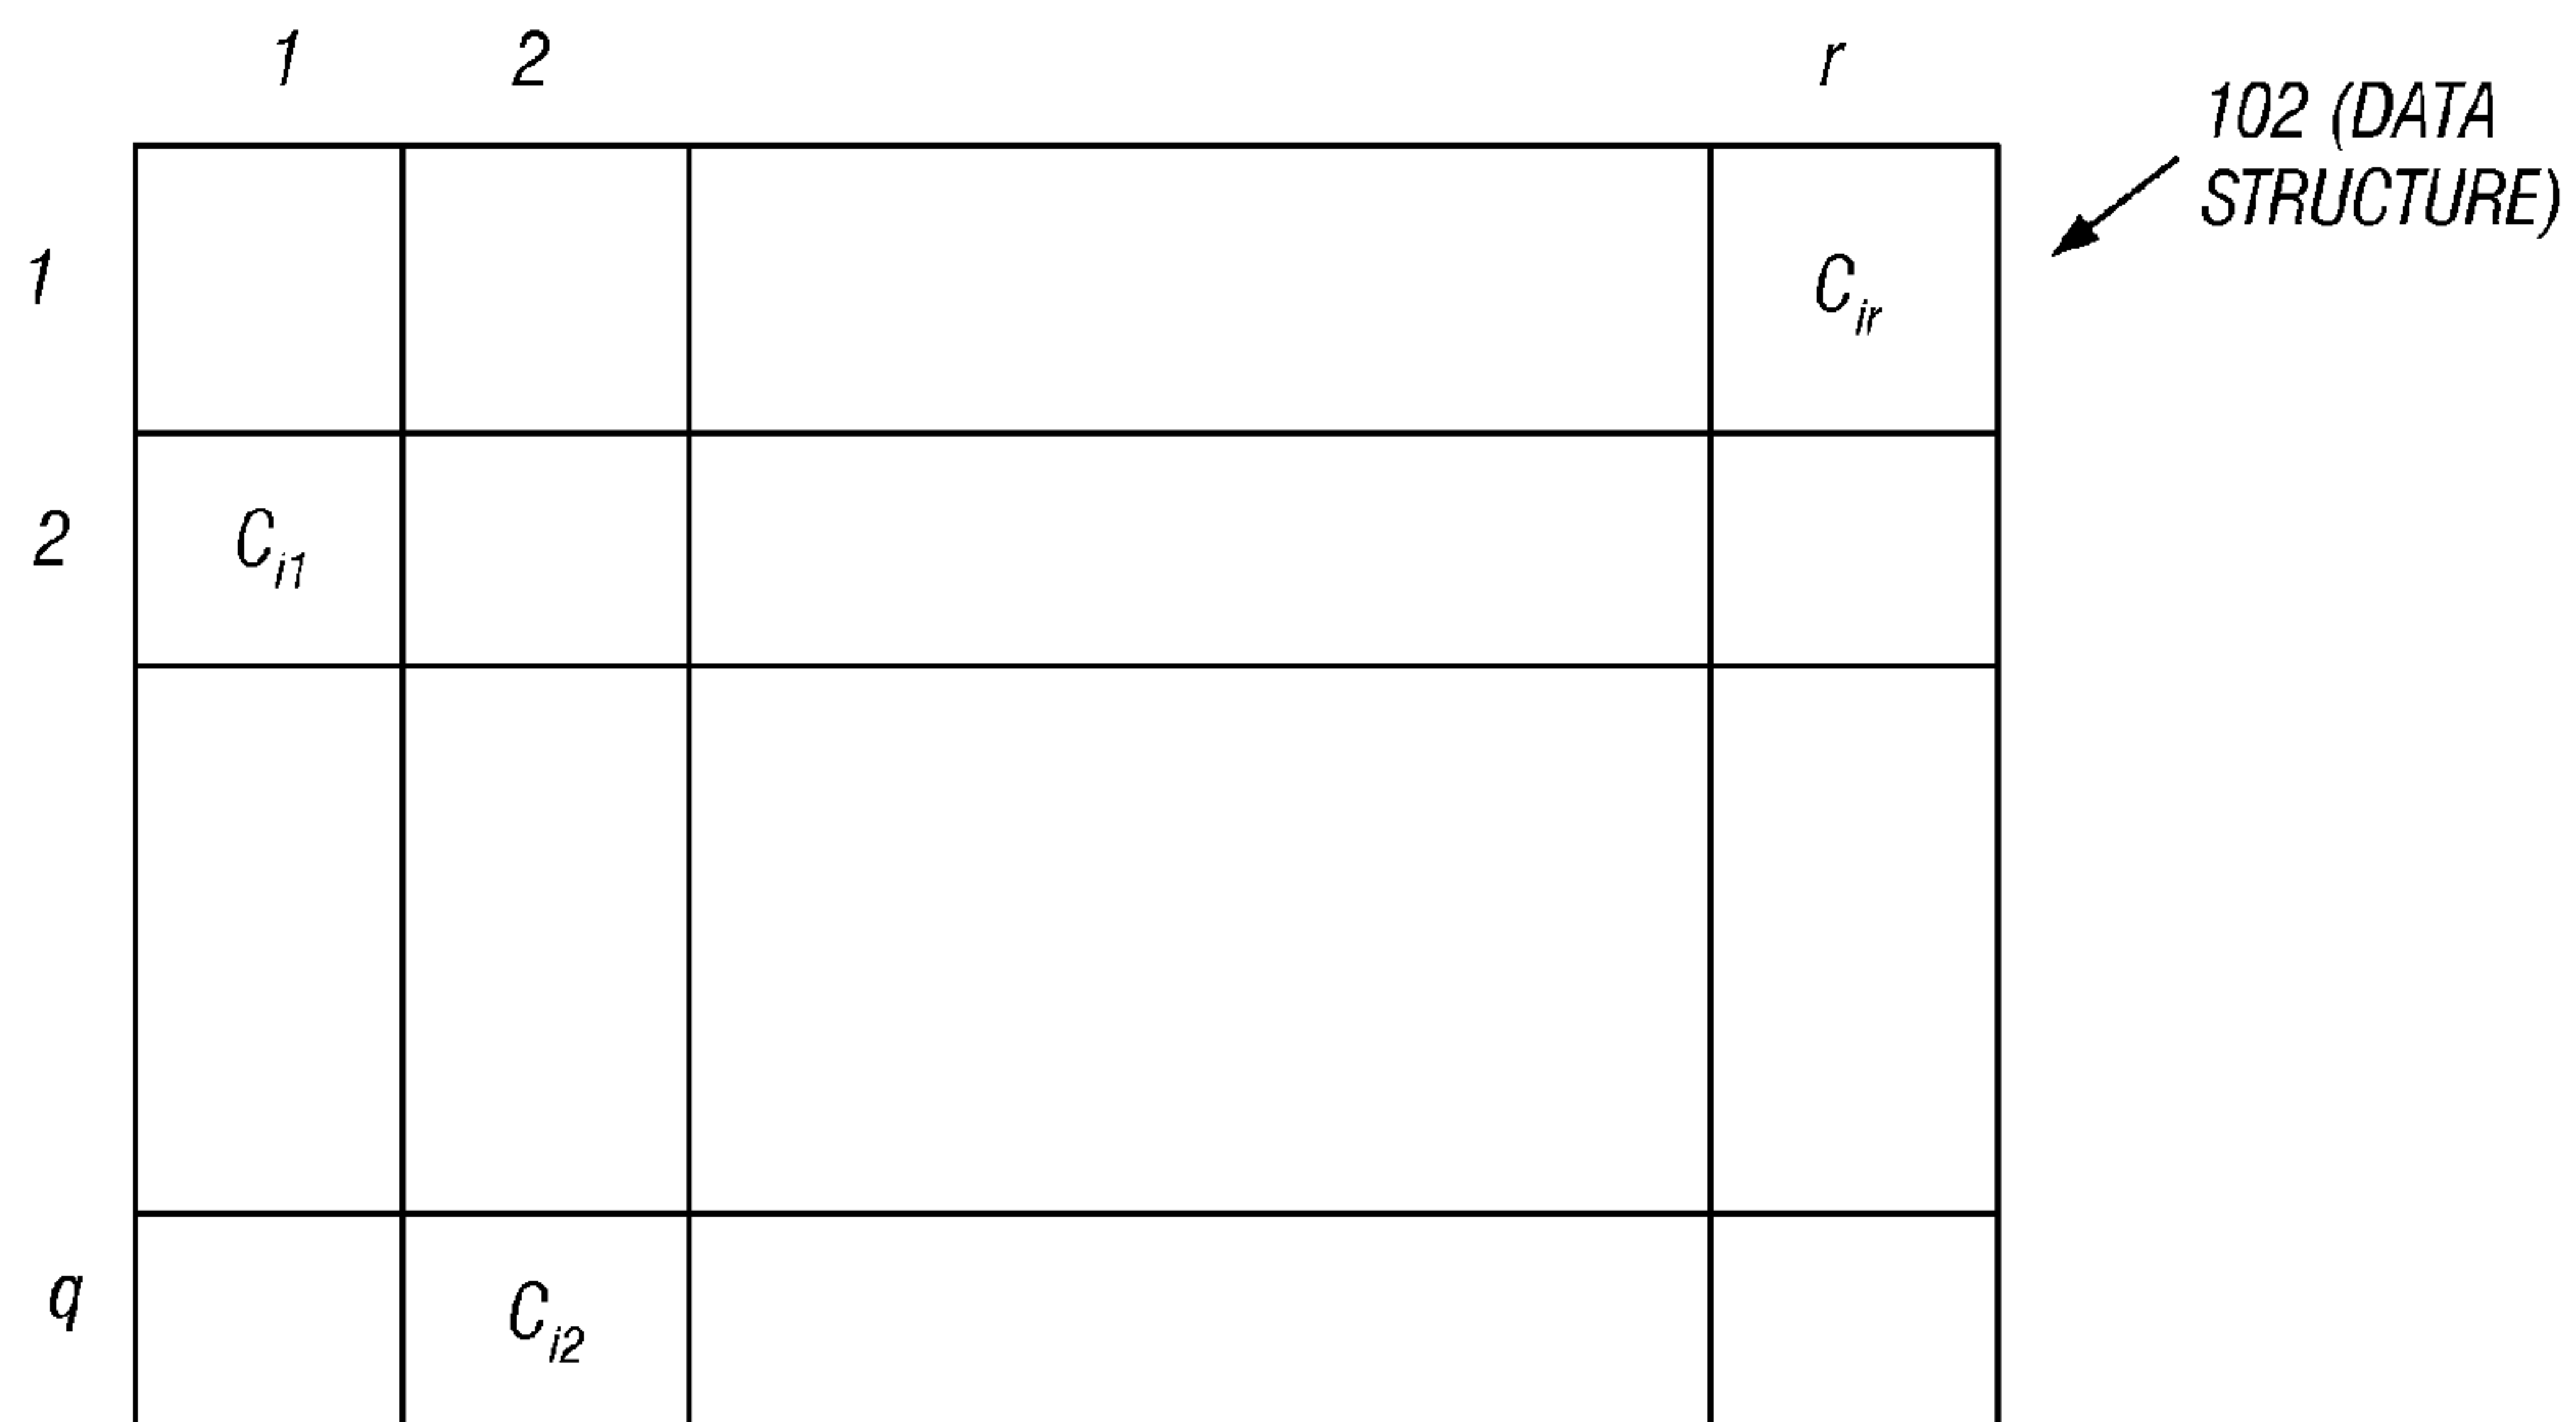 1 2 r
102 (DATA
STRUCTURE)
1 C_ir
2 C_i1
q C_i2